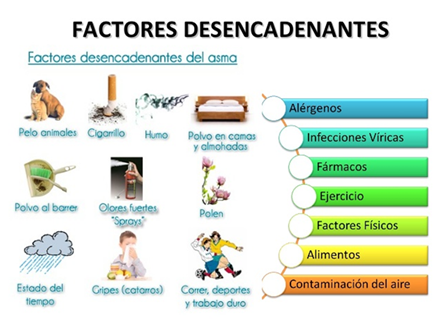 FACTORES DESENCADENANTES
Factores desencadenantes del asma
Pelo animales
Cigarrillo
Humo
Polvo en camas
y almohadas
Polvo al barrer
Olores fuertes
"Sprays"
Polen
Estado del
tiempo
Gripes (catarros)
Correr, deportes
y trabajo duro
Alérgenos
Infecciones Víricas
Fármacos
Ejercicio
Factores Físicos
Alimentos
Contaminación del aire